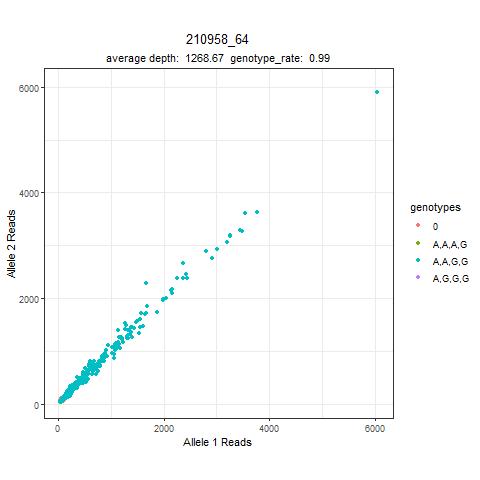 210958_64
average depth:  1268.67  genotype_rate:  0.99
6000
4000
2000
0
Allele 2 Reads
0 2000 4000 6000
Allele 1 Reads
genotypes
0
A,A,A,G
A,A,G,G
A,G,G,G